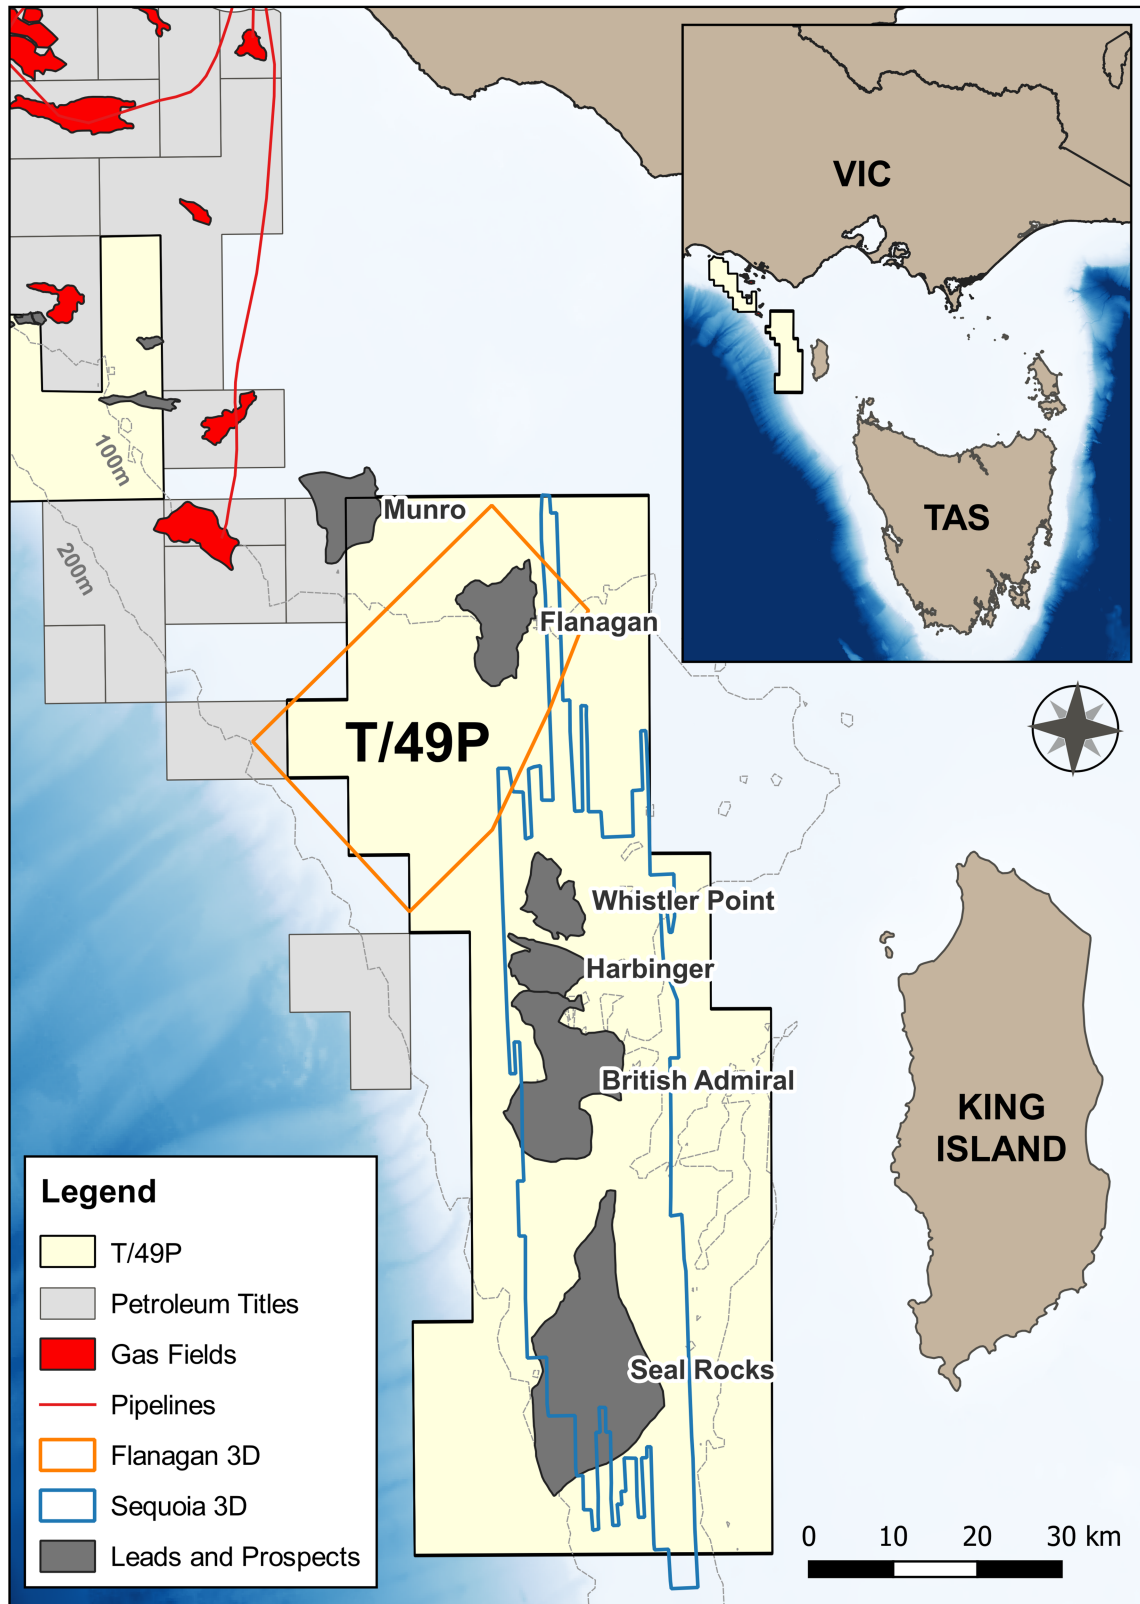 VIC
TAS
100m
200m
Munro
Flanagan
T/49P
Whistler Point
Harbinger
British Admiral
KING
ISLAND
Seal Rocks
Legend
T/49P
Petroleum Titles
Gas Fields
Pipelines
Flanagan 3D
Sequoia 3D
Leads and Prospects
0 10 20 30 km